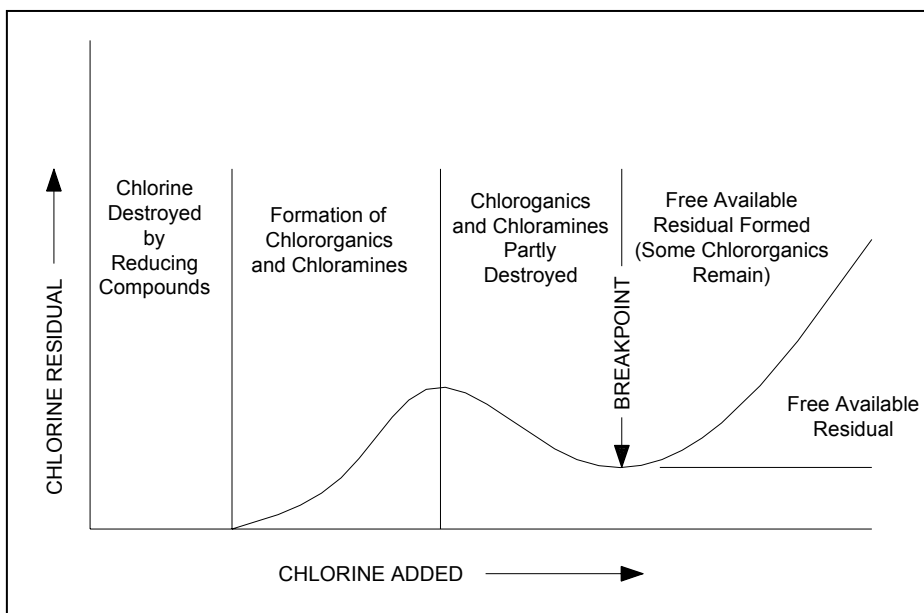 Chlorine
Destroyed
by
Reducing
Compounds
Formation of
Chlororganics
and Chloramines
Chloroganics
and Chloramines
Partly
Destroyed
Free Available
Residual Formed
(Some Chlororganics
Remain)
CHLORINE RESIDUAL
BREAKPOINT
Free Available
Residual
CHLORINE ADDED